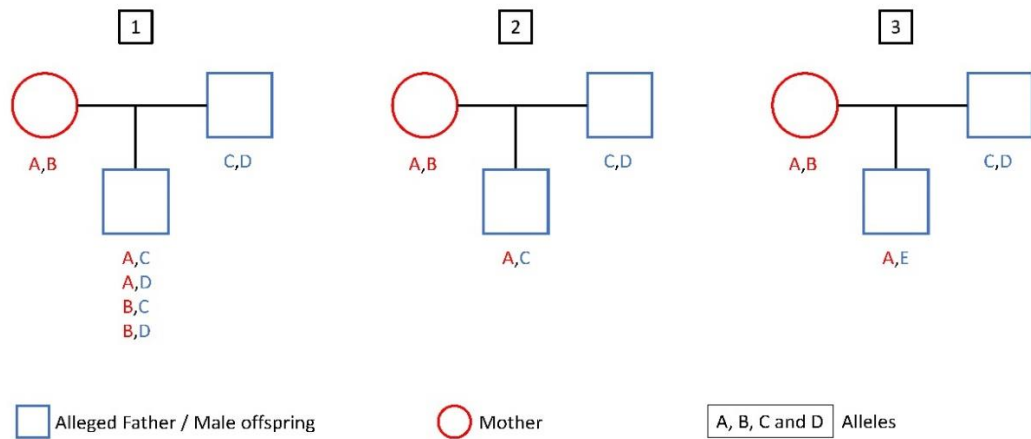 1 2 3
A,B C,D A,B C,D A,B C,D
A,C A,C A,E
A,D
B,C
B,D
Alleged Father / Male offspring Mother A, B, C and D Alleles